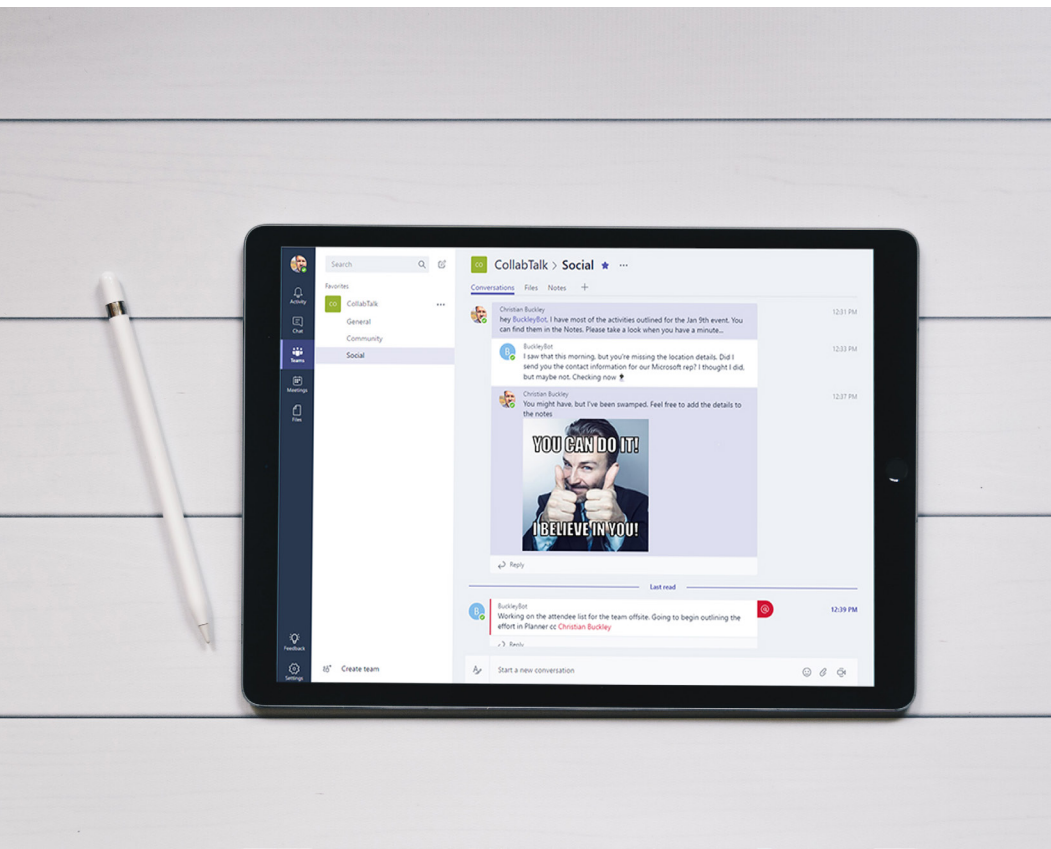 Search
Favorites
CO CollabTalk ...
General
Community
Social
Activity
Chat
Teams
Meetings
Files
Feedback
Settings
Create team
CO CollabTalk > Social ...
Conversations Files Notes +
Christian Buckley 12:31 PM
hey BuckleyBot, I have most of the activities outlined for the Jan 9th event. You
can find them in the Notes. Please take a look when you have a minute...
B BuckleyBot 12:33 PM
I saw that this morning, but you're missing the location details. Did I
send you the contact information for our Microsoft rep? I thought I did,
but maybe not. Checking now
Christian Buckley 12:37 PM
You might have, but I've been swamped. Feel free to add the details to
the notes
YOU CAN DO IT!
I BELIEVE IN YOU!
Reply
Last read
B BuckleyBot 12:39 PM
Working on the attendee list for the team offsite. Going to begin outlining the
effort in Planner cc Christian Buckley
Reply
Start a new conversation